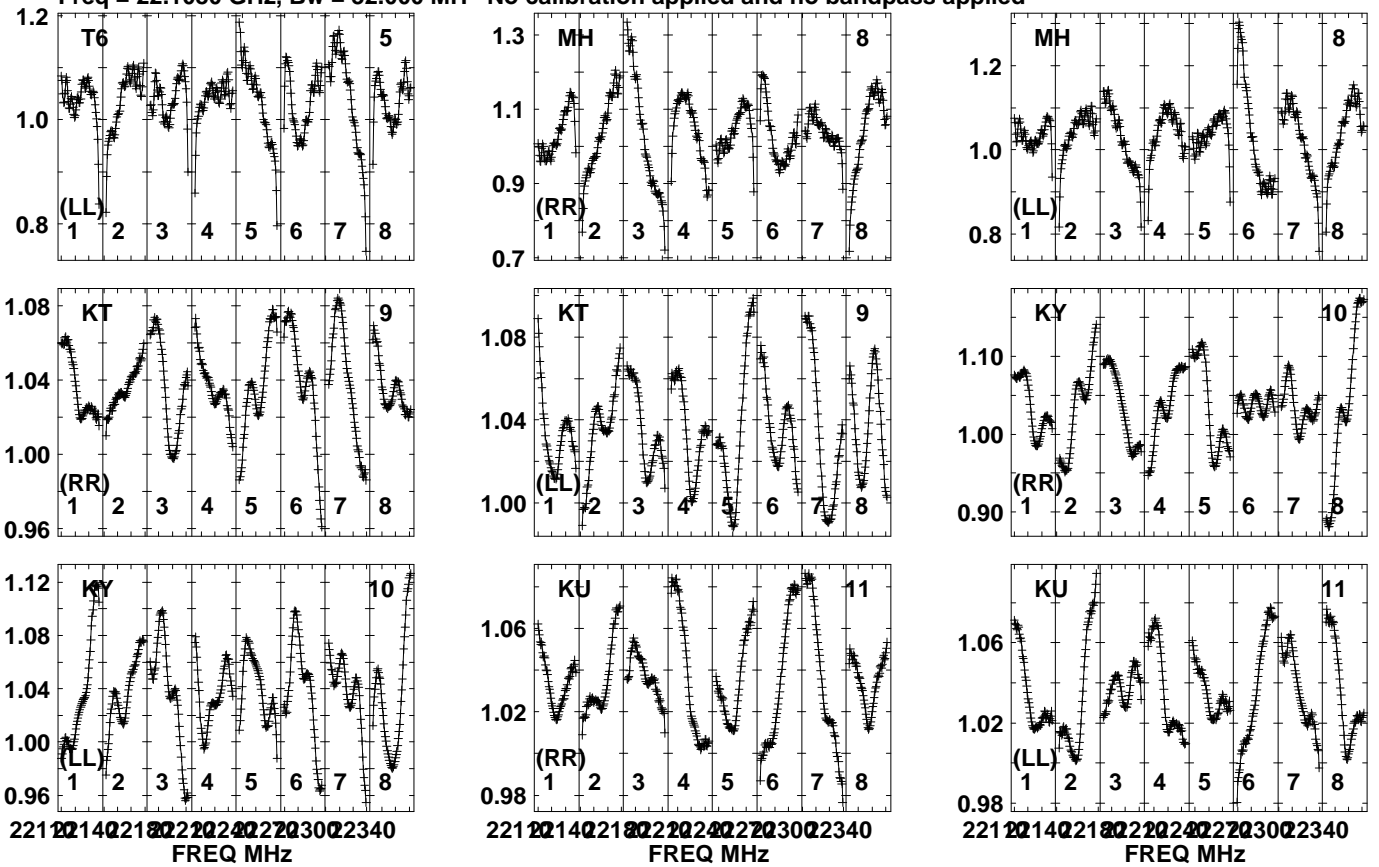 No calibration applied and no bandpass applied
T6 5
1.2
1.1
1.0
0.9
0.8
(LL)
1 2 3 4 5 6 7 8
MH 8
1.3
1.1
0.9
0.7
(RR)
1 2 3 4 5 6 7 8
MH 8
1.2
1.0
0.8
(LL)
1 2 3 4 5 6 7 8
KT 9
1.08
1.04
1.00
0.96
(RR)
1 2 3 4 5 6 7 8
KT 9
1.08
1.04
1.00
(LL)
1 2 3 4 5 6 7 8
KY 10
1.10
1.00
0.90
(RR)
1 2 3 4 5 6 7 8
KY 10
1.12
1.08
1.04
1.00
0.96
(LL)
1 2 3 4 5 6 7 8
KU 11
1.06
1.02
0.98
(RR)
1 2 3 4 5 6 7 8
KU 11
1.06
1.02
0.98
(LL)
1 2 3 4 5 6 7 8
FREQ MHz
FREQ MHz
FREQ MHz